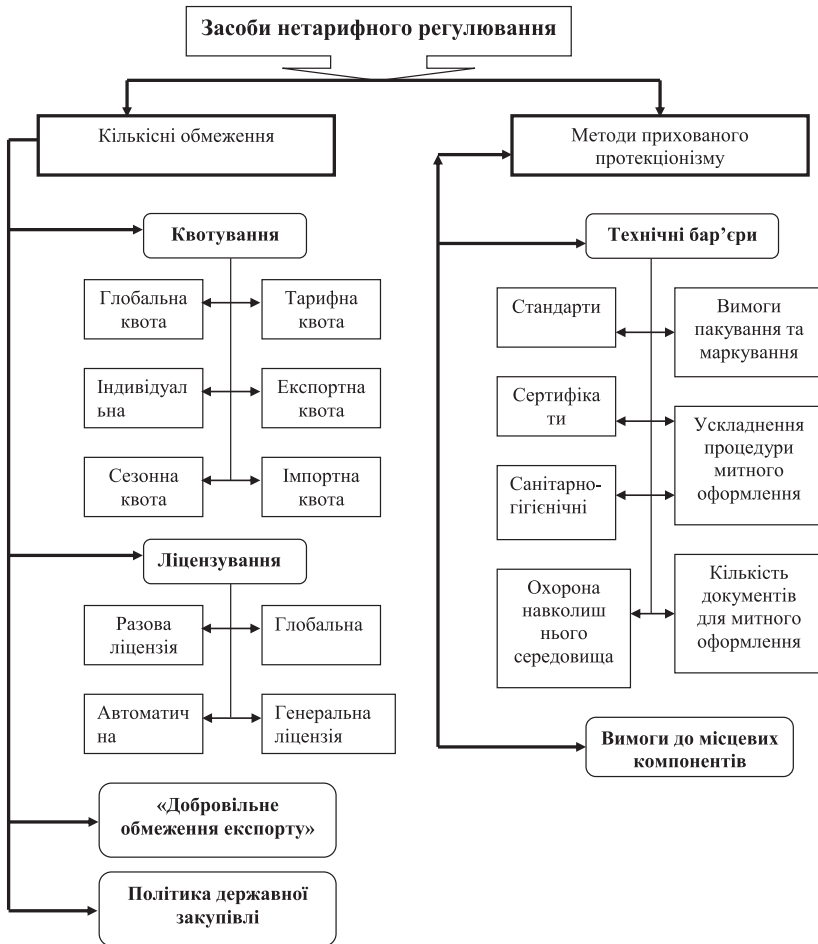 Засоби нетарифного регулювання
Кількісні обмеження
Методи прихованого
протекціонізму
Квотування
Глобальна
квота
Тарифна
квота
Індивідуал
ьна
Експортна
квота
Сезонна
квота
Імпортна
квота
Ліцензування
Разова
ліцензія
Глобальна
Автоматич
на
Генеральна
ліцензія
«Добровільне
обмеження експорту»
Політика державної
закупівлі
Технічні бар’єри
Стандарти
Вимоги
пакування та
маркування
Сертифіка
ти
Ускладнення
процедури
митного
оформлення
Санітарно-
гігієнічні
Охорона
навколиш
нього
середовища
Кількість
документів
для митного
оформлення
Вимоги до місцевих
компонентів